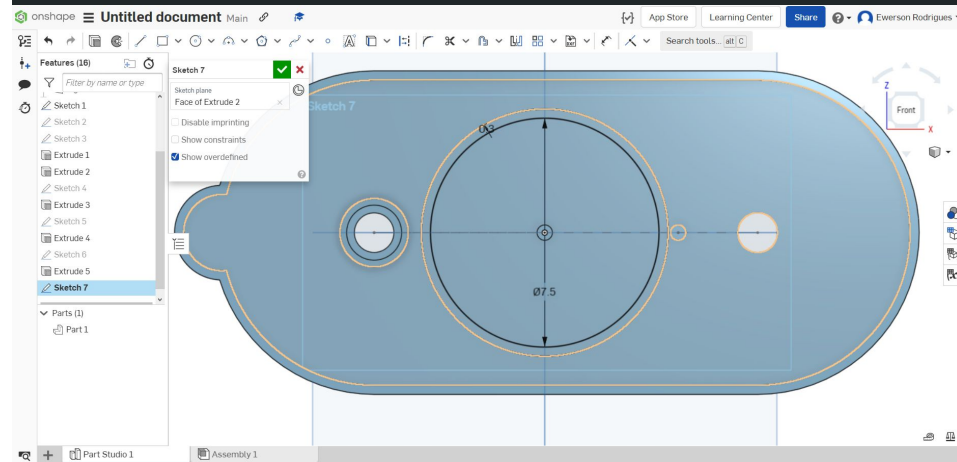 onshape Untitled document Main App Store Learning Center Share Ewerson Rodrigues
Search tools... alt C
Features (16)
Filter by name or type
Sketch 1
Sketch 2
Sketch 3
Extrude 1
Extrude 2
Sketch 4
Extrude 3
Sketch 5
Extrude 4
Sketch 6
Extrude 5
Sketch 7
Parts (1)
Part 1
Sketch 7
Sketch plane
Face of Extrude 2
Disable imprinting
Show constraints
Show overdefined
Sketch 7
0.3
Ø7.5
Z
Front
X
Part Studio 1
Assembly 1